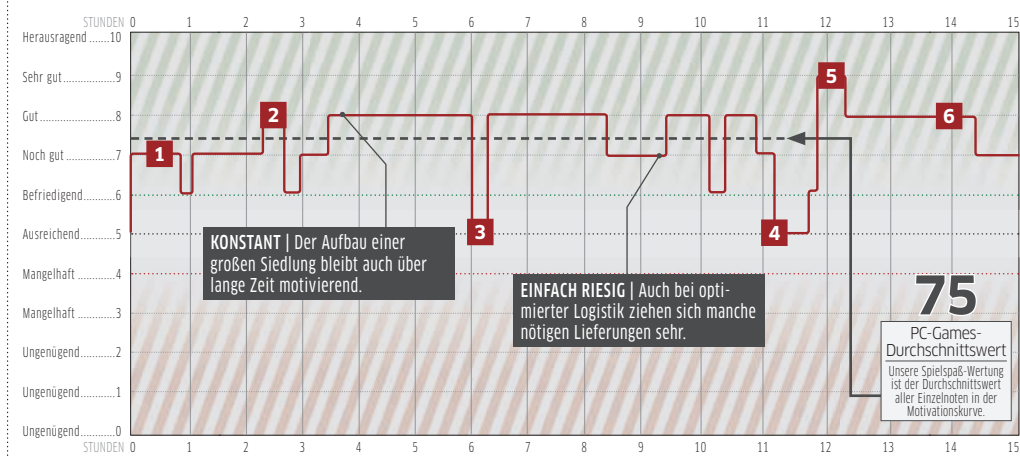 STUNDEN 0 1 2 3 4 5 6 7 8 9 10 11 12 13 14 15
Herausragend ......10
Sehr gut ...............9
5
Gut .......................8
2
6
Noch gut ..............7
1
Befriedigend ........6
Ausreichend .........5
3
4
KONSTANT | Der Aufbau einer
großen Siedlung bleibt auch über
lange Zeit motivierend.
Mangelhaft ..........4
EINFACH RIESIG | Auch bei opti-
mierter Logistik ziehen sich manche
nötigen Lieferungen sehr.
Mangelhaft ..........3
75
PC-Games-
Durchschnittswert
Unsere Spielspaß-Wertung
ist der Durchschnittswert
aller Einzelnoten in der
Motivationskurve.
Ungenügend .........2
Ungenügend .........1
Ungenügend .........0
STUNDEN 0 1 2 3 4 5 6 7 8 9 10 11 12 13 14 15